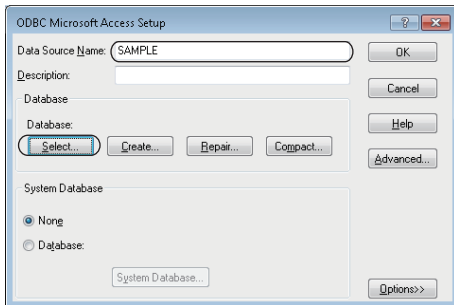 ODBC Microsoft Access Setup
Data Source Name: SAMPLE
OK
Description:
Cancel
Database
Database:
Help
Select... Create... Repair... Compact...
Advanced...
System Database
None
Database:
System Database...
Options>>